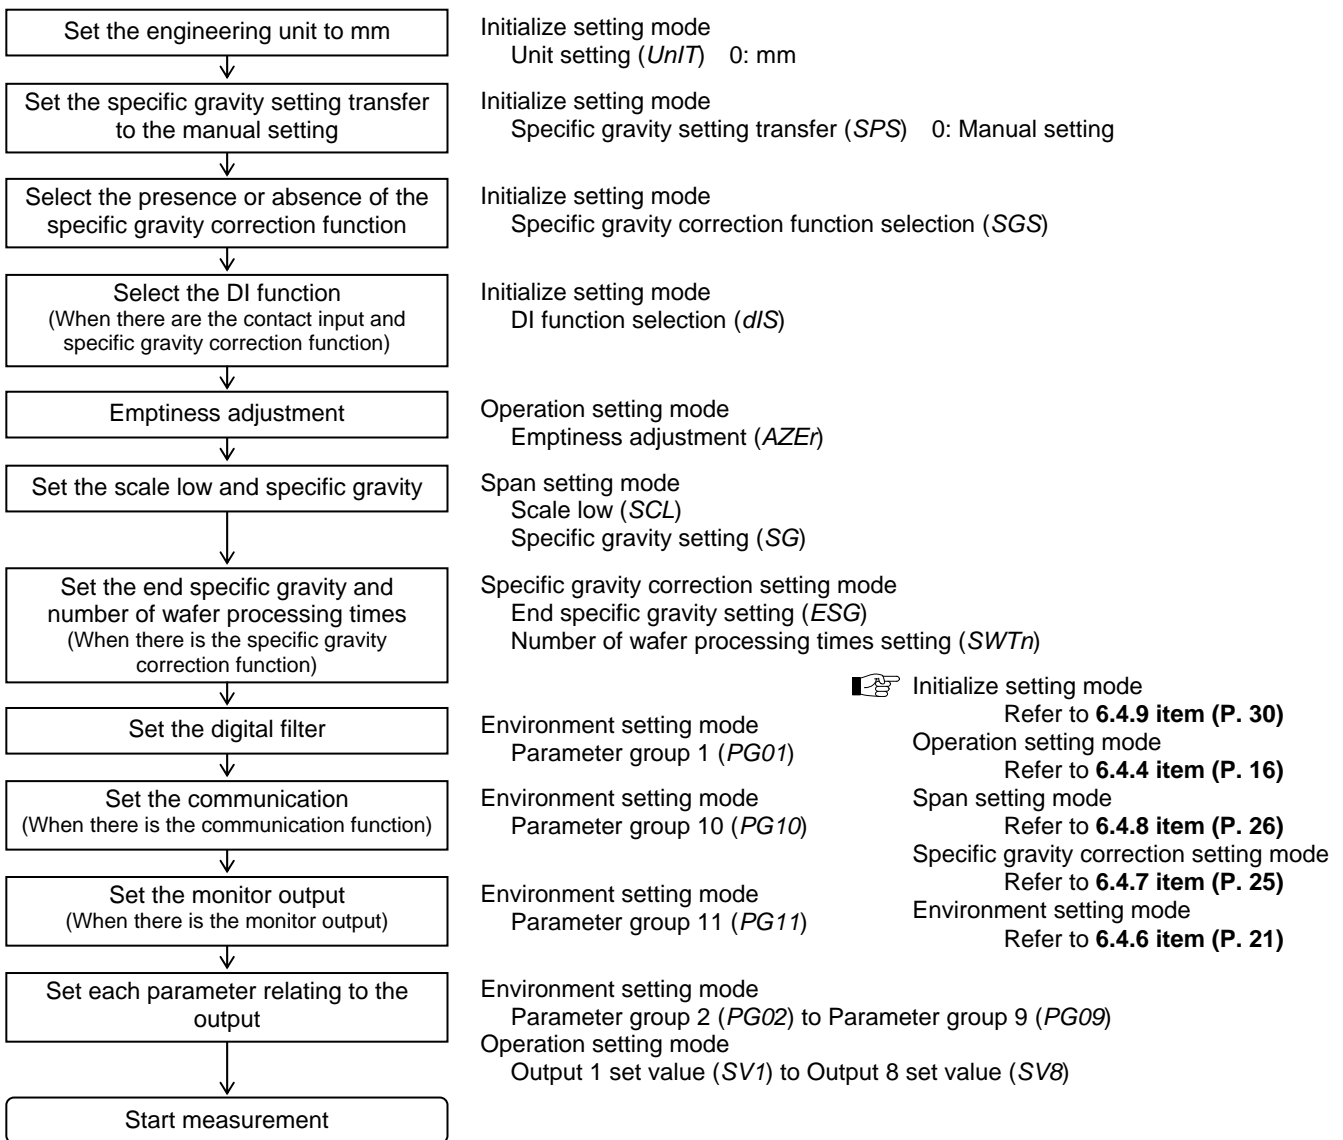 Set the engineering unit to mm
Initialize setting mode
Unit setting (UnIT) 0: mm
Set the specific gravity setting transfer
to the manual setting
Initialize setting mode
Specific gravity setting transfer (SPS) 0: Manual setting
Select the presence or absence of the
specific gravity correction function
Initialize setting mode
Specific gravity correction function selection (SGS)
Select the DI function
(When there are the contact input and
specific gravity correction function)
Initialize setting mode
DI function selection (dIS)
Emptiness adjustment
Operation setting mode
Emptiness adjustment (AZEr)
Set the scale low and specific gravity
Span setting mode
Scale low (SCL)
Specific gravity setting (SG)
Set the end specific gravity and
number of wafer processing times
(When there is the specific gravity
correction function)
Specific gravity correction setting mode
End specific gravity setting (ESG)
Number of wafer processing times setting (SWTn)
Set the digital filter
Environment setting mode
Parameter group 1 (PG01)
Set the communication
(When there is the communication function)
Environment setting mode
Parameter group 10 (PG10)
Set the monitor output
(When there is the monitor output)
Environment setting mode
Parameter group 11 (PG11)
Initialize setting mode
Refer to 6.4.9 item (P. 30)
Operation setting mode
Refer to 6.4.4 item (P. 16)
Span setting mode
Refer to 6.4.8 item (P. 26)
Specific gravity correction setting mode
Refer to 6.4.7 item (P. 25)
Environment setting mode
Refer to 6.4.6 item (P. 21)
Set each parameter relating to the
output
Environment setting mode
Parameter group 2 (PG02) to Parameter group 9 (PG09)
Operation setting mode
Output 1 set value (SV1) to Output 8 set value (SV8)
Start measurement